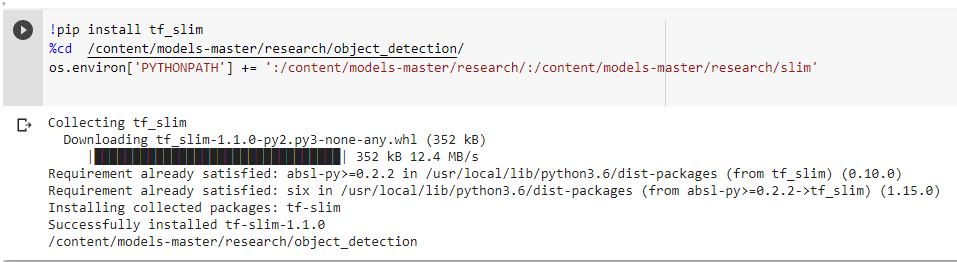 !pip install tf_slim
%cd  /content/models-master/research/object_detection/
os.environ['PYTHONPATH'] += ':/content/models-master/research/:/content/models-master/research/slim'
Collecting tf_slim
  Downloading tf_slim-1.1.0-py2.py3-none-any.whl (352 kB)
     || 352 kB 12.4 MB/s
Requirement already satisfied: absl-py>=0.2.2 in /usr/local/lib/python3.6/dist-packages (from tf_slim) (0.10.0)
Requirement already satisfied: six in /usr/local/lib/python3.6/dist-packages (from absl-py>=0.2.2->tf_slim) (1.15.0)
Installing collected packages: tf-slim
Successfully installed tf-slim-1.1.0
/content/models-master/research/object_detection